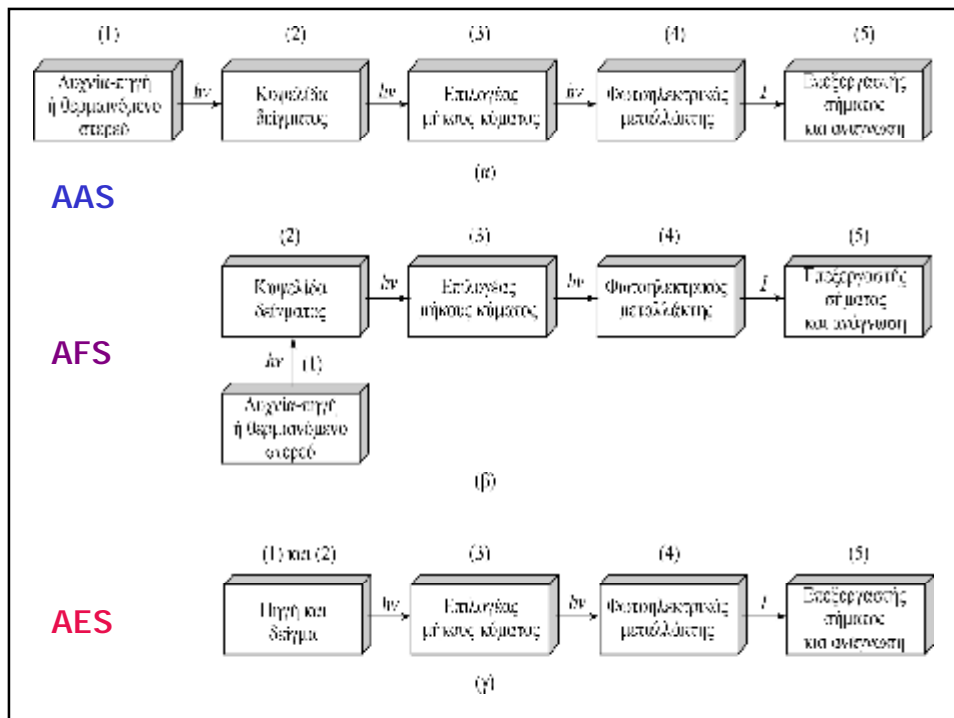 (1) (2) (3) (4) (5)
Λυχνία-πηγή
ή θερμαινόμενο
στερεό
hν
Κυψελίδα
δείγματος
hν
Επιλογέας
μήκους κύματος
hν
Φωτοηλεκτρικός
μεταλλάκτης
I
Επεξεργαστής
σήματος
και ανάγνωση
(α)
AAS
(2) (3) (4) (5)
Κυψελίδα
δείγματος
hν
Επιλογέας
μήκους κύματος
hν
Φωτοηλεκτρικός
μεταλλάκτης
I
Επεξεργαστής
σήματος
και ανάγνωση
AFS
hν (1)
Λυχνία-πηγή
ή θερμαινόμενο
στερεό
(β)
(1) και (2) (3) (4) (5)
Πηγή και
δείγμα
hν
Επιλογέας
μήκους κύματος
hν
Φωτοηλεκτρικός
μεταλλάκτης
I
Επεξεργαστής
σήματος
και ανάγνωση
AES
(γ)